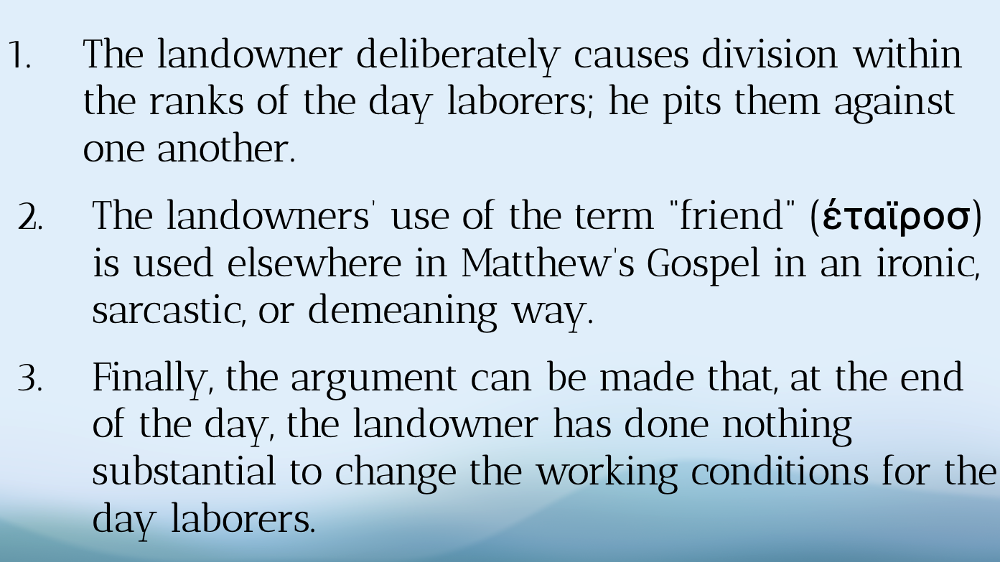 1. The landowner deliberately causes division within
the ranks of the day laborers; he pits them against
one another.
2. The landowners' use of the term "friend" (έταϊροσ)
is used elsewhere in Matthew's Gospel in an ironic,
sarcastic, or demeaning way.
3. Finally, the argument can be made that, at the end
of the day, the landowner has done nothing
substantial to change the working conditions for the
day laborers.